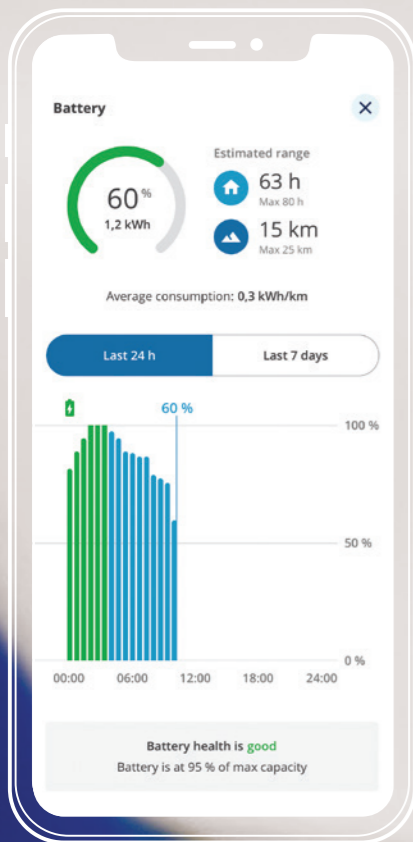 Battery
60 %
1,2 kWh
Estimated range
63 h
Max 80 h
15 km
Max 25 km
Average consumption: 0,3 kWh/km
Last 24 h
Last 7 days
60 %
100 %
50 %
0 %
00:00 06:00 12:00 18:00 24:00
Battery health is good
Battery is at 95 % of max capacity